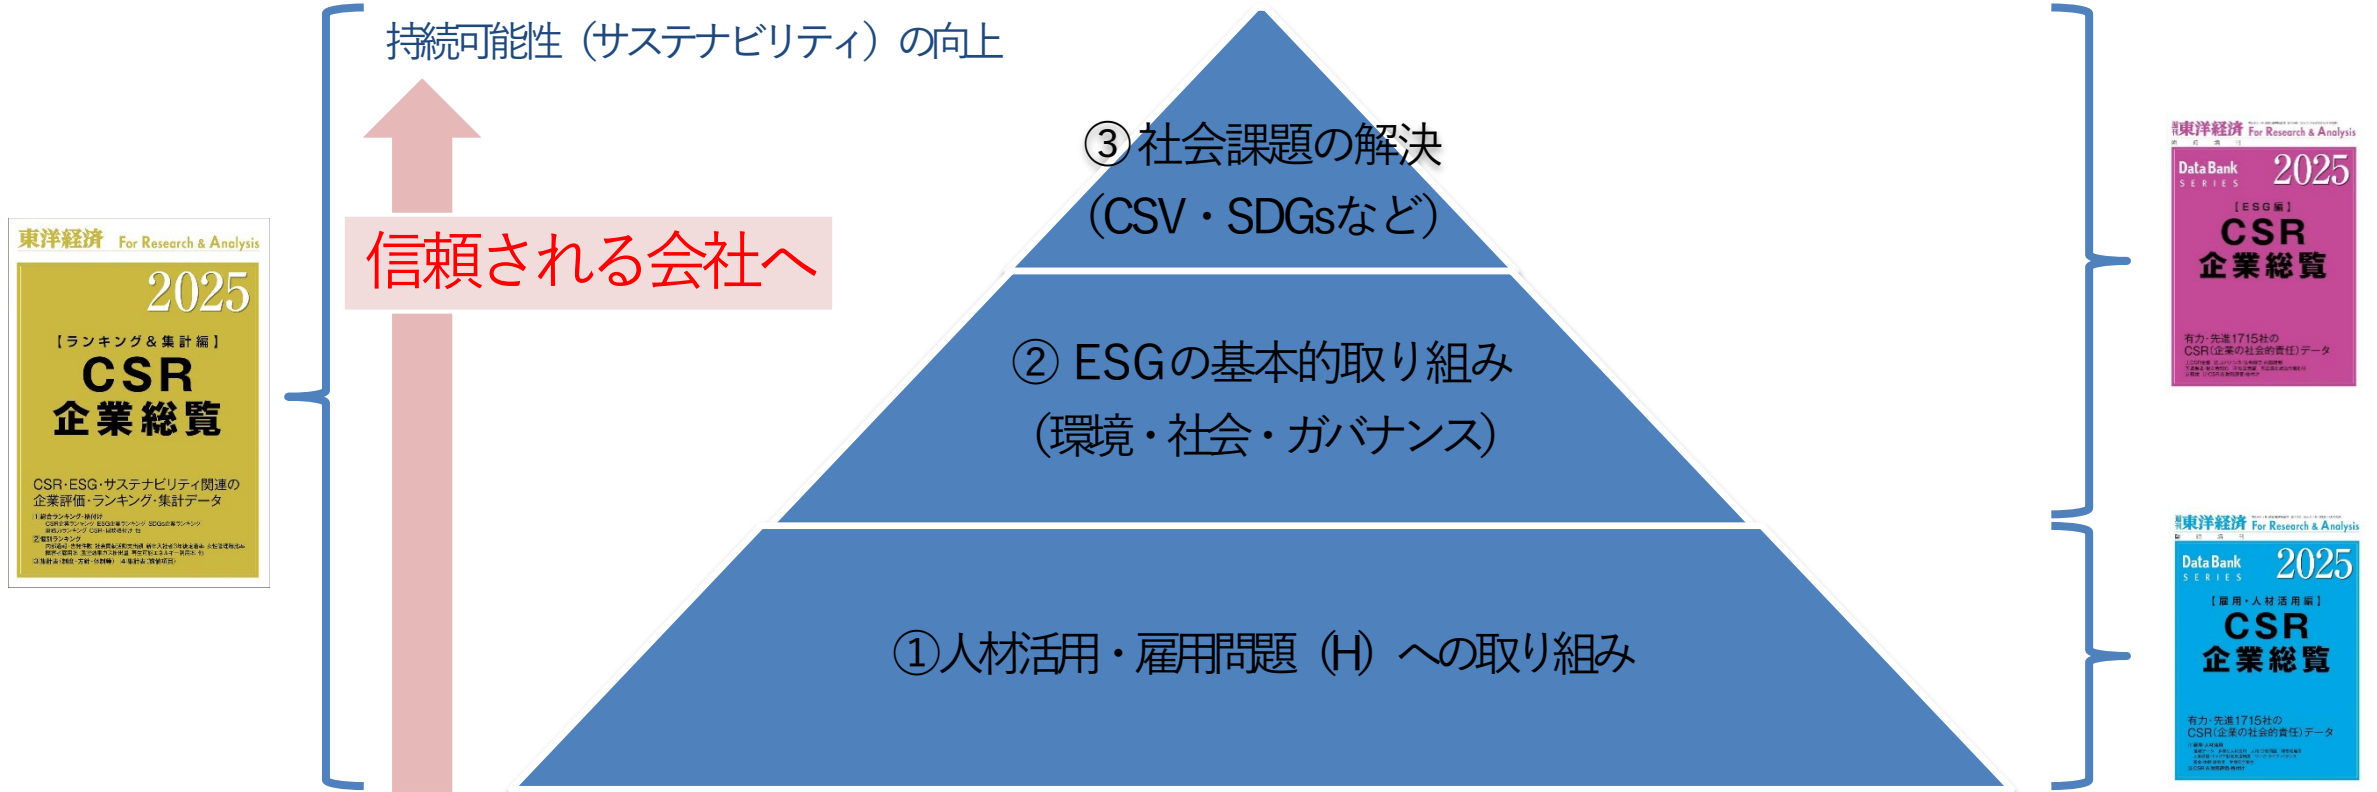 持続可能性（サステナビリティ）の向上
信頼される会社へ
③社会課題の解決
（CSV・SDGsなど）
② ESGの基本的取り組み
（環境・社会・ガバナンス）
①人材活用・雇用問題（H）への取り組み
東洋経済 For Research & Analysis
2025
【ランキング&集計編】
CSR
企業総覧
CSR・ESG・サステナビリティ関連の
企業評価・ランキング・集計データ
東洋経済 For Research & Analysis
Data Bank
SERIES
2025
【ESG編】
CSR
企業総覧
有力・先進1715社の
CSR(企業の社会的責任)データ
東洋経済 For Research & Analysis
Data Bank
SERIES
2025
【雇用・人材活用編】
CSR
企業総覧
有力・先進1715社の
CSR(企業の社会的責任)データ